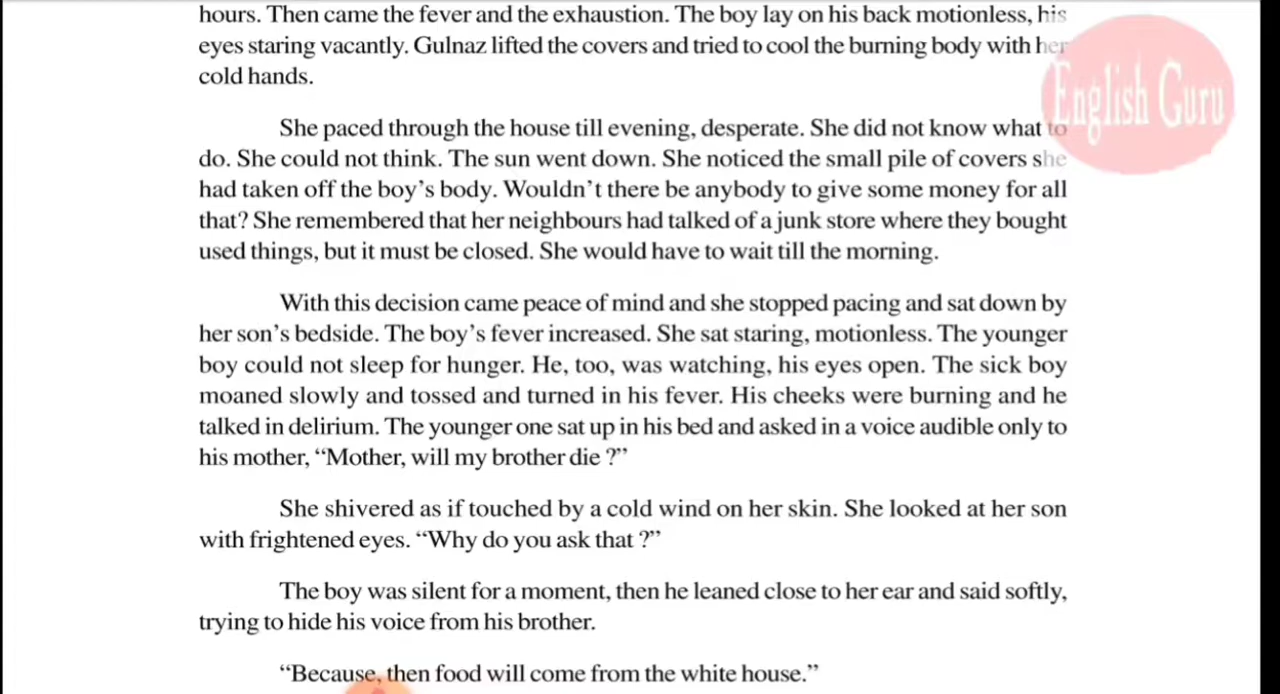 hours. Then came the fever and the exhaustion. The boy lay on his back motionless, his
eyes staring vacantly. Gulnaz lifted the covers and tried to cool the burning body with her
cold hands.
English Guru
She paced through the house till evening, desperate. She did not know what to
do. She could not think. The sun went down. She noticed the small pile of covers she
had taken off the boy’s body. Wouldn’t there be anybody to give some money for all
that? She remembered that her neighbours had talked of a junk store where they bought
used things, but it must be closed. She would have to wait till the morning.
With this decision came peace of mind and she stopped pacing and sat down by
her son’s bedside. The boy’s fever increased. She sat staring, motionless. The younger
boy could not sleep for hunger. He, too, was watching, his eyes open. The sick boy
moaned slowly and tossed and turned in his fever. His cheeks were burning and he
talked in delirium. The younger one sat up in his bed and asked in a voice audible only to
his mother, “Mother, will my brother die ?”
She shivered as if touched by a cold wind on her skin. She looked at her son
with frightened eyes. “Why do you ask that ?”
The boy was silent for a moment, then he leaned close to her ear and said softly,
trying to hide his voice from his brother.
“Because, then food will come from the white house.”